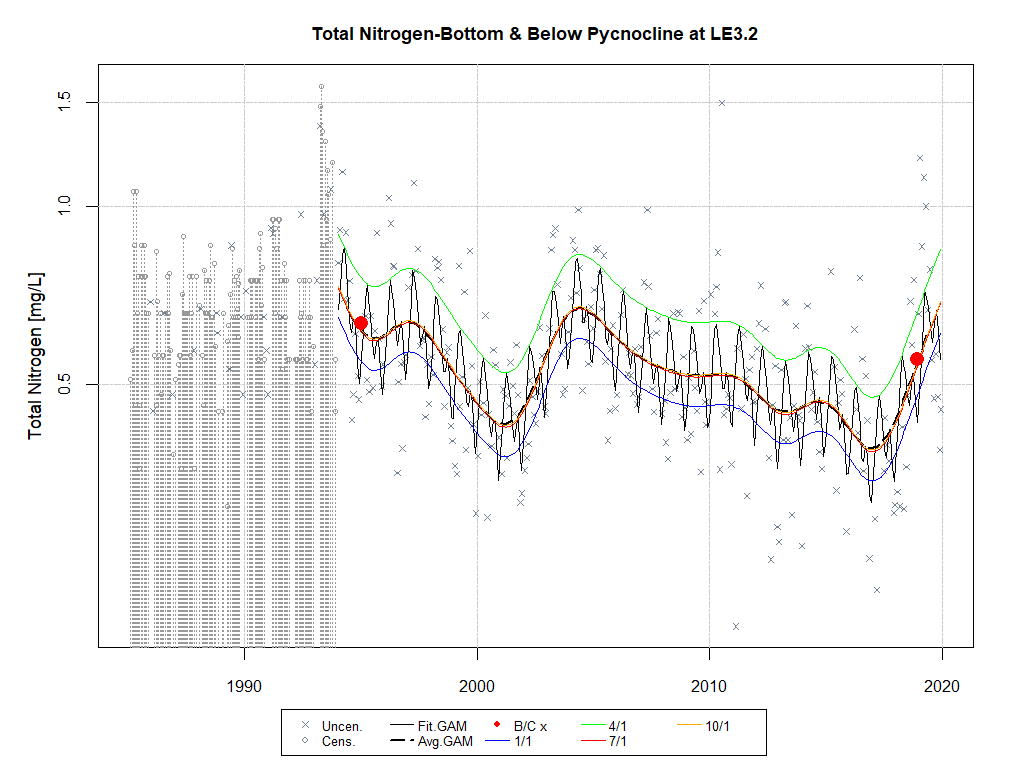 Total Nitrogen-Bottom & Below Pycnocline at LE3.2
Total Nitrogen [mg/L]
1.5
1.0
0.5
1990 2000 2010 2020
Uncen. Fit.GAM B/C x 4/1 10/1
Cens. Avg.GAM 1/1 7/1